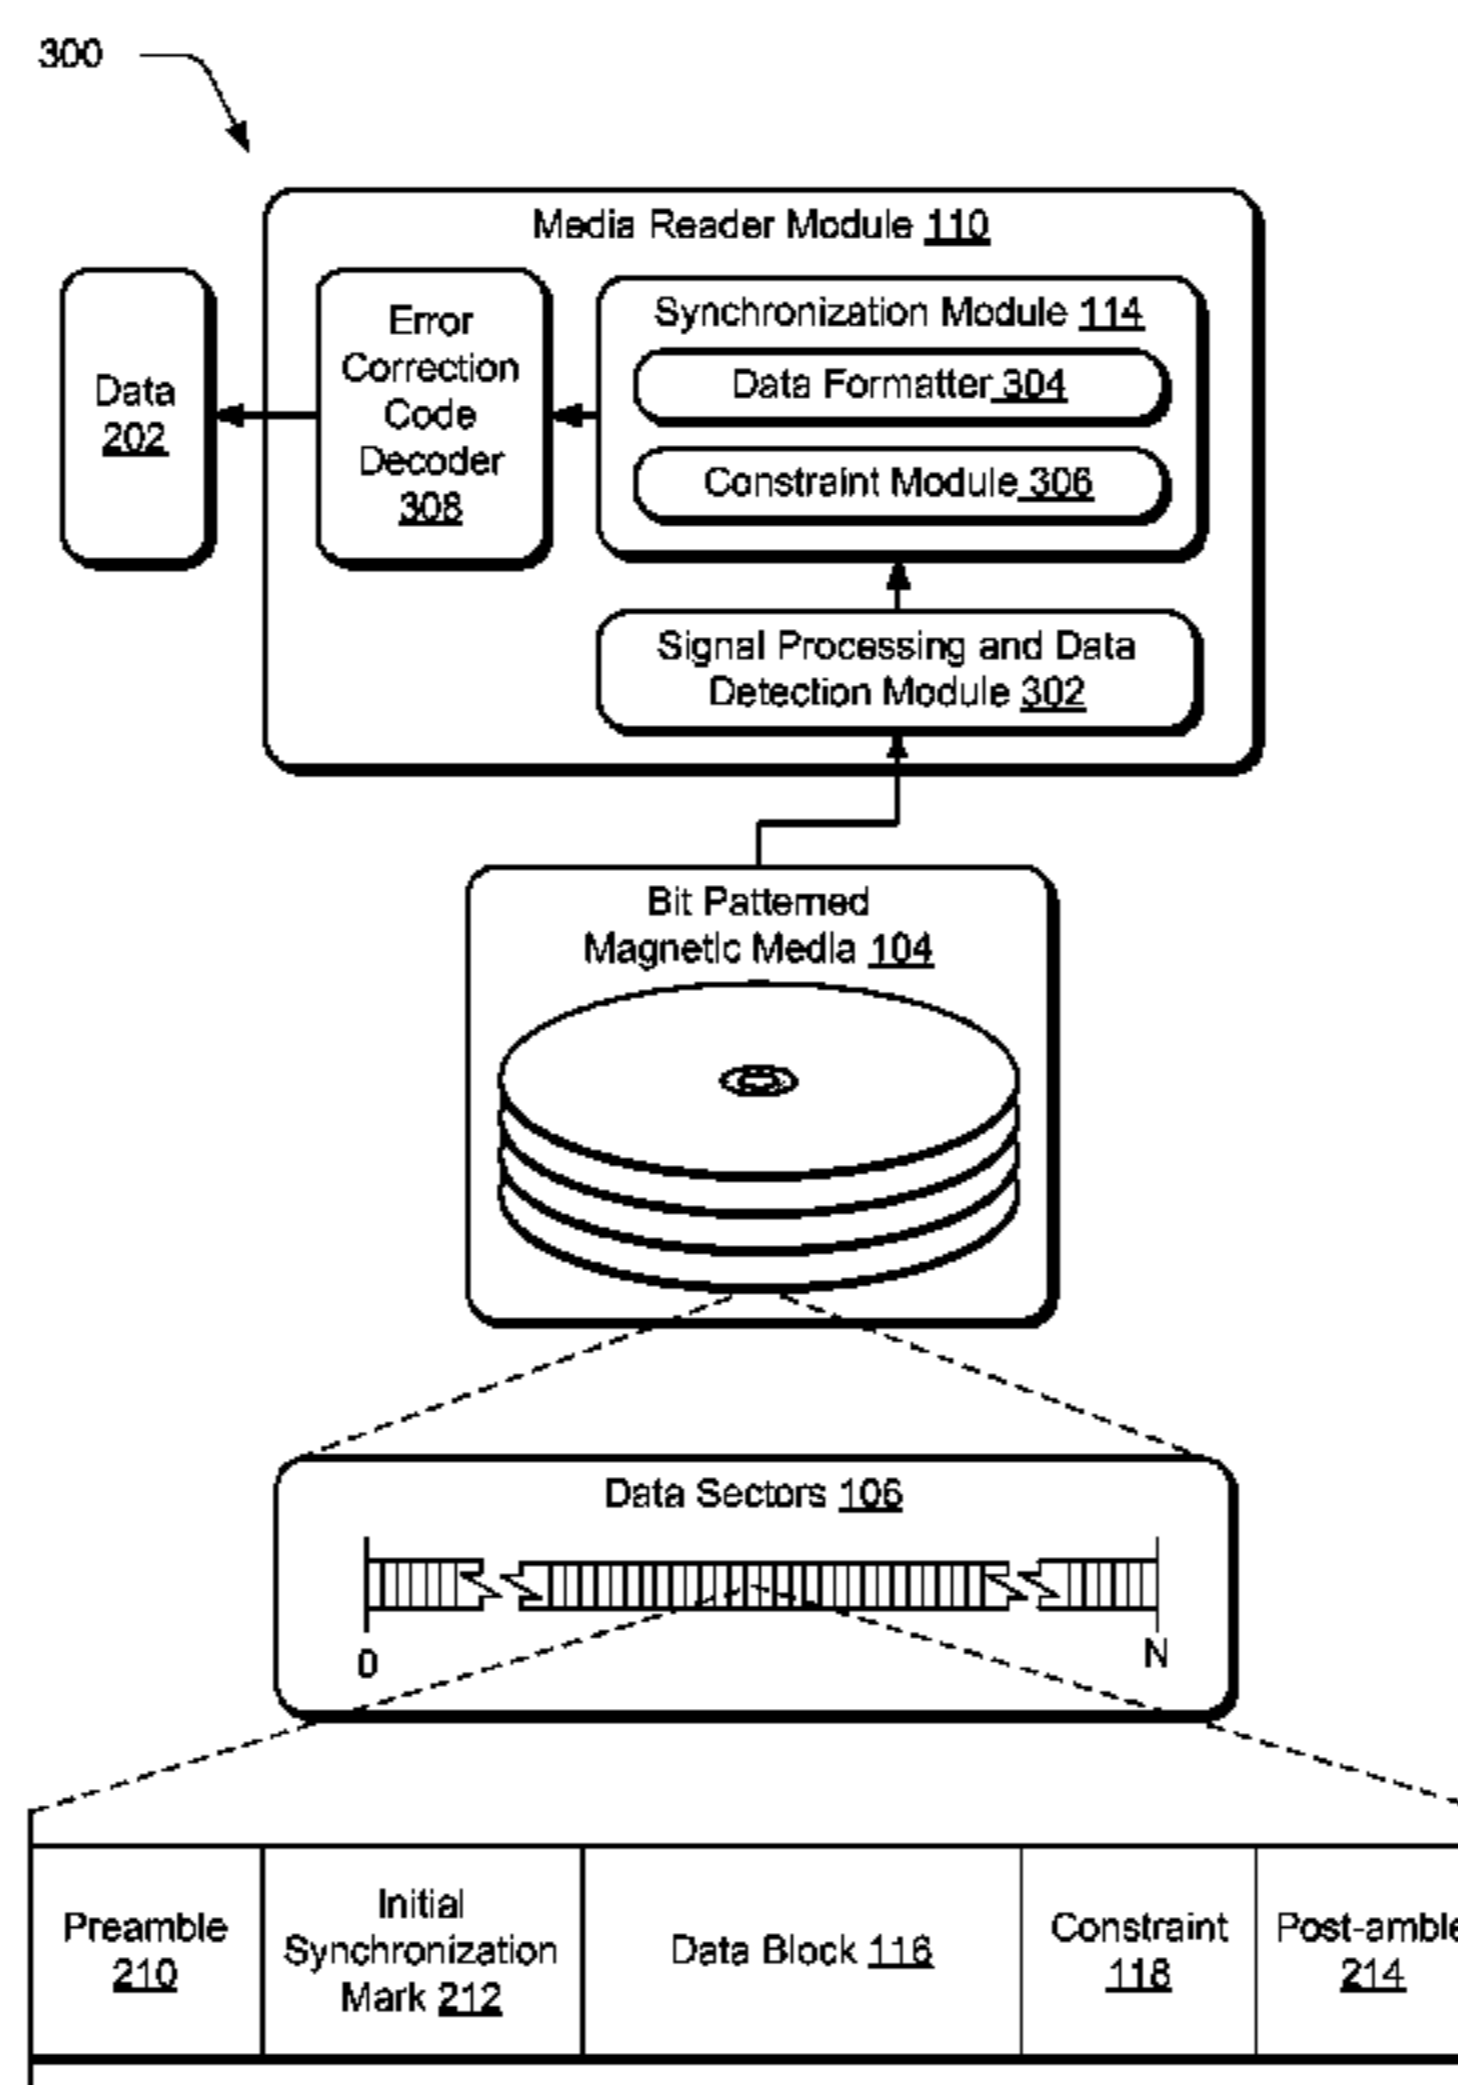 300
Media Reader Module 110
Data
202
Error
Correction
Code
Decoder
308
Synchronization Module 114
Data Formatter 304
Constraint Module 306
Signal Processing and Data
Detection Module 302
Bit Patterned
Magnetic Media 104
Data Sectors 106
0
N
Preamble
210
Initial
Synchronization
Mark 212
Data Block 116
Constraint
118
Post-amble
214